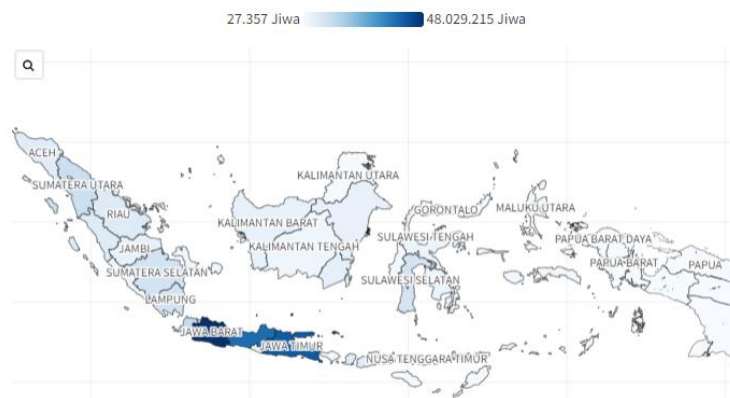 27.357 Jiwa 48.029.215 Jiwa
ACEH
SUMATERA UTARA
RIAU
JAMBI
SUMATERA SELATAN
LAMPUNG
JAWA BARAT
JAWA TIMUR
KALIMANTAN UTARA
KALIMANTAN BARAT
KALIMANTAN TENGAH
GORONTALO
SULAWESI TENGAH
SULAWESI SELATAN
NUSA TENGGARA TIMUR
MALUKU UTARA
PAPUA BARAT DAYA
PAPUA BARAT
PAPUA